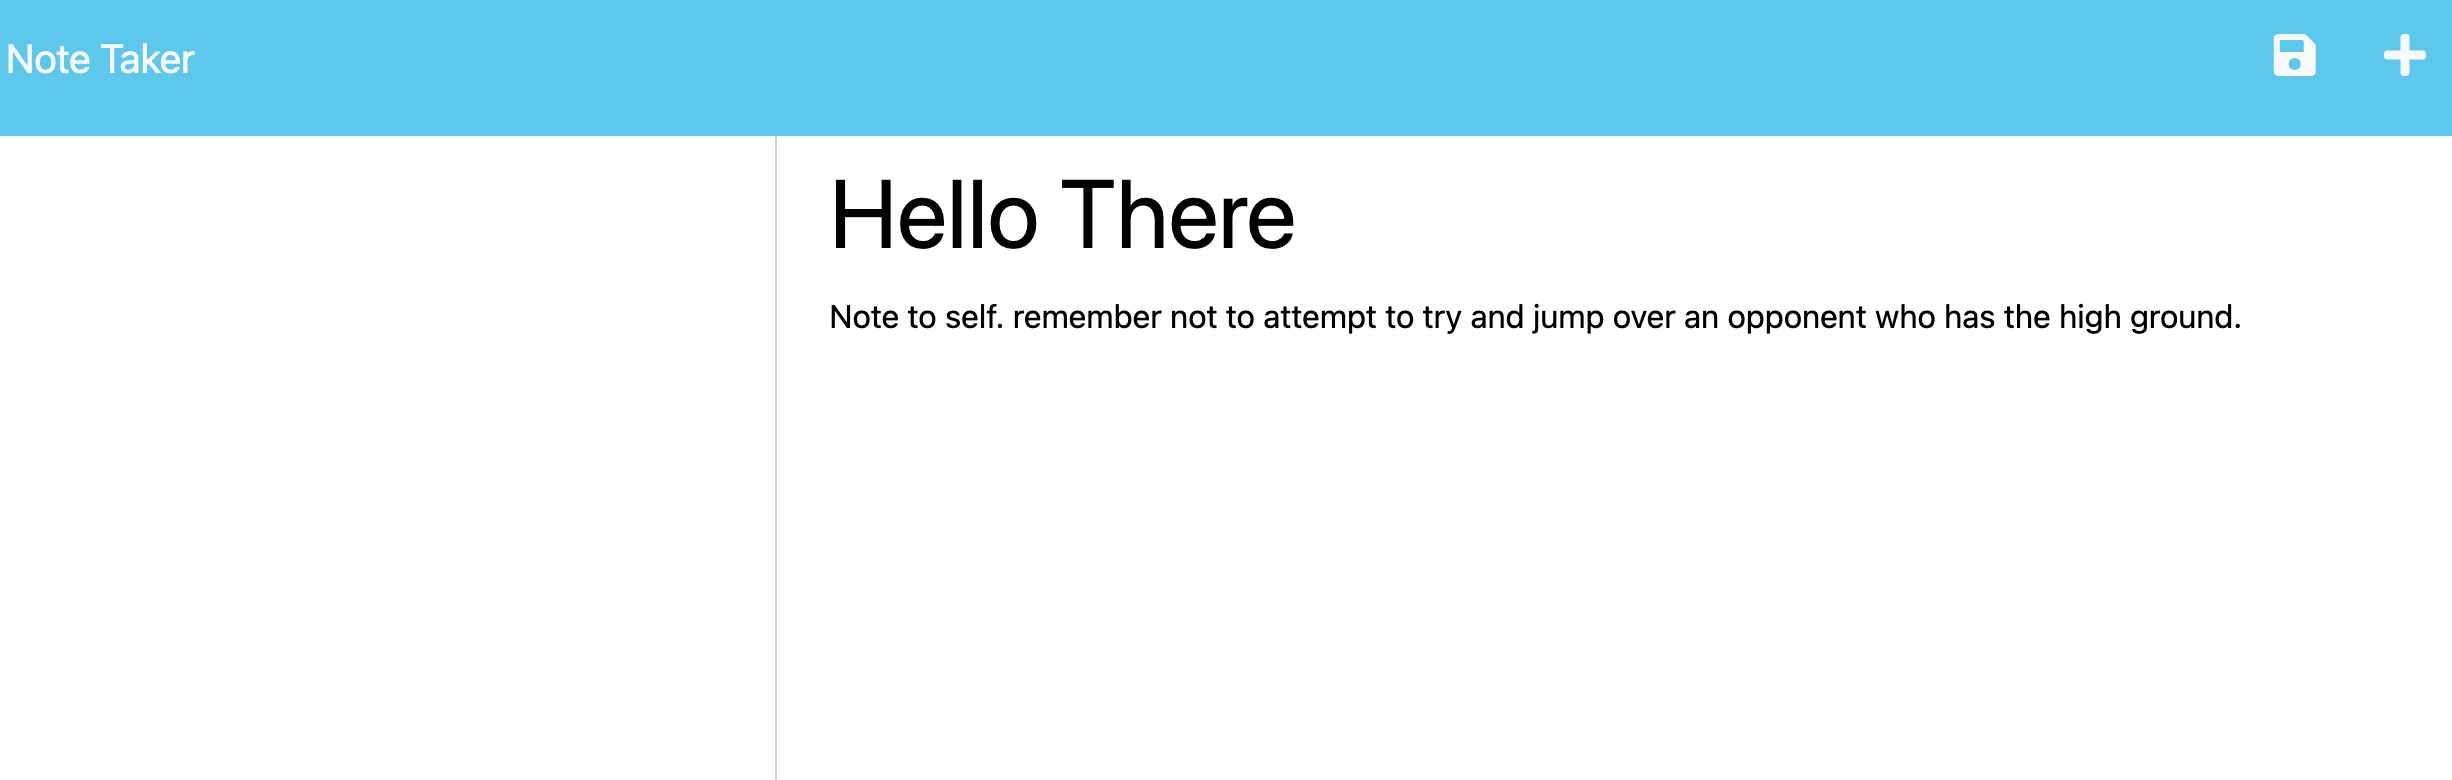 Note Taker
Hello There
Note to self. remember not to attempt to try and jump over an opponent who has the high ground.